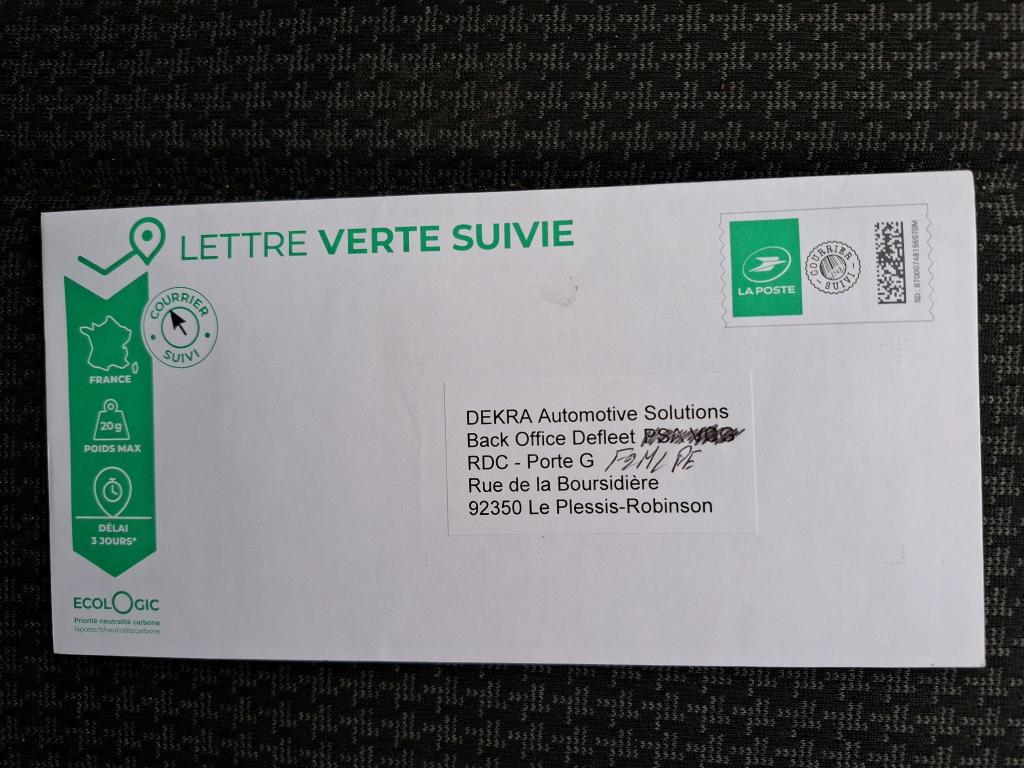 LETTRE VERTE SUIVIE
COURRIER
SUIVI
FRANCE
20g
POIDS MAX
DÉLAI
3 JOURS*
ECOLOGIC
Priorité neutralité carbone
laposte.fr/neutralitecarbone
LA POSTE
COURRIER
SUIVI
SD : 87000748156970M
DEKRA Automotive Solutions
Back Office Defleet
RDC - Porte G
Rue de la Boursidière
92350 Le Plessis-Robinson